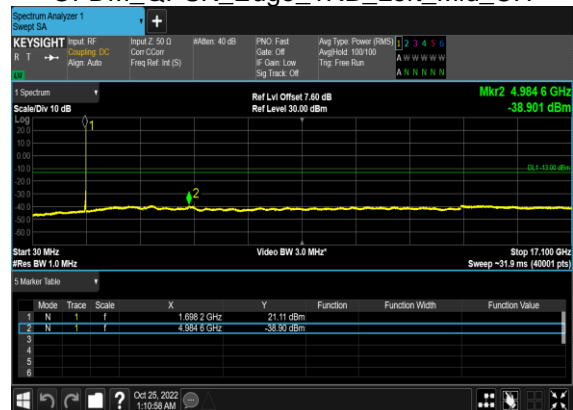 Spectrum Analyzer 1
Swept SA
+
KEYSIGHT Input: RF Input Z: 50 Ω #Atten: 40 dB PNO: Fast Avg Type: Power (RMS) 1 2 3 4 5 6
R T Coupling: DC Corr CCorr Gate: Off Avg|Hold: 100/100 A W W W W W
Align: Auto Freq Ref: Int (S) IF Gain: Low Trig: Free Run
LW Sig Track: Off A N N N N N
1 Spectrum Ref Lvl Offset 7.60 dB Mkr2 4.984 6 GHz
Scale/Div 10 dB Ref Level 30.00 dBm -38.901 dBm
Log
20.0
10.0
0.00
-10.0
DL1 -13.00 dBm
-20.0
-30.0
-40.0
-50.0
-60.0
1
2
Start 30 MHz Video BW 3.0 MHz* Stop 17.100 GHz
#Res BW 1.0 MHz Sweep ~31.9 ms (40001 pts)
5 Marker Table
Mode Trace Scale X Y Function Function Width Function Value
1 N 1 f 1.698 2 GHz 21.11 dBm
2 N 1 f 4.984 6 GHz -38.90 dBm
3
4
5
6
? Oct 25, 2022
1:10:58 AM